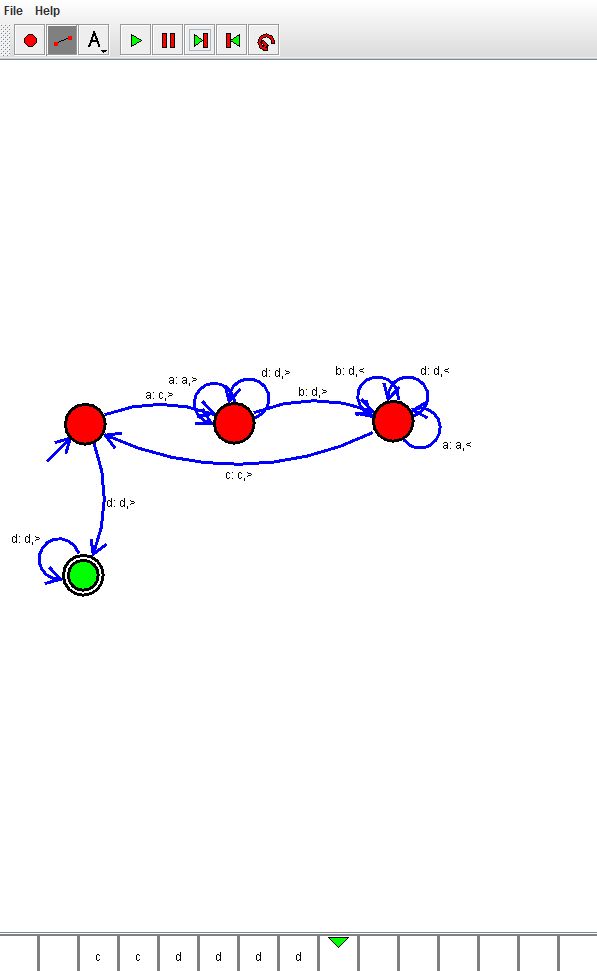 File Help
A
a: a,> d: d,> b: d,< d: d,<
a: c,> b: d,>
a: a,<
c: c,>
d: d,>
d: d,>
c c d d d d